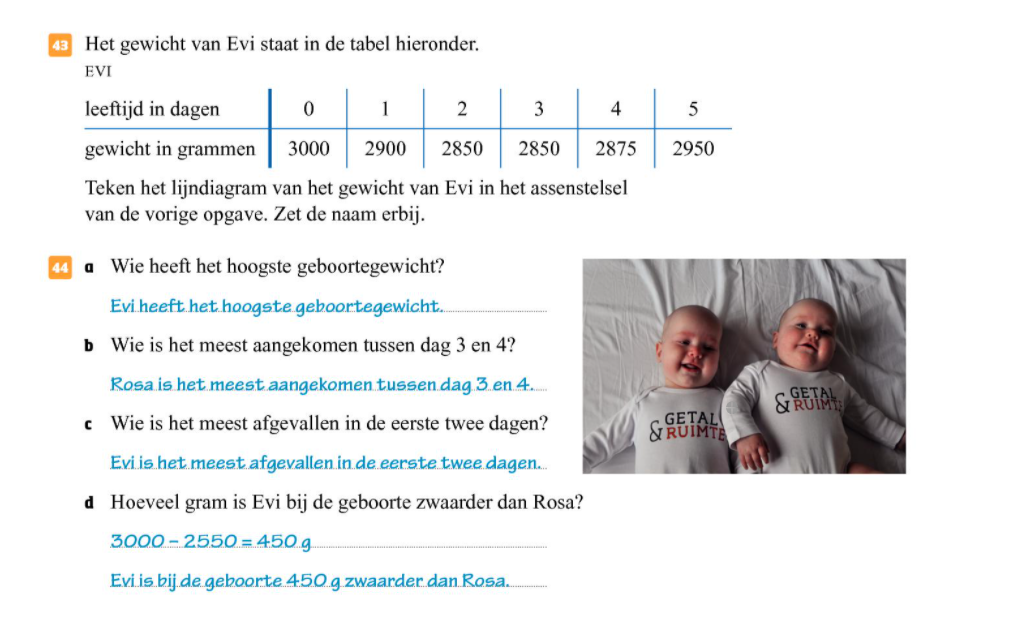 43 Het gewicht van Evi staat in de tabel hieronder.
EVI
leeftijd in dagen 0 1 2 3 4 5
gewicht in grammen 3000 2900 2850 2850 2875 2950
Teken het lijndiagram van het gewicht van Evi in het assenstelsel
van de vorige opgave. Zet de naam erbij.
44 a Wie heeft het hoogste geboortegewicht?
Evi heeft het hoogste geboortegewicht.
b Wie is het meest aangekomen tussen dag 3 en 4?
Rosa is het meest aangekomen tussen dag 3 en 4.
c Wie is het meest afgevallen in de eerste twee dagen?
Evi is het meest afgevallen in de eerste twee dagen.
d Hoeveel gram is Evi bij de geboorte zwaarder dan Rosa?
3000 – 2550 = 450 g
Evi is bij de geboorte 450 g zwaarder dan Rosa.
GETAL
& RUIMTE
GETAL
& RUIMTE